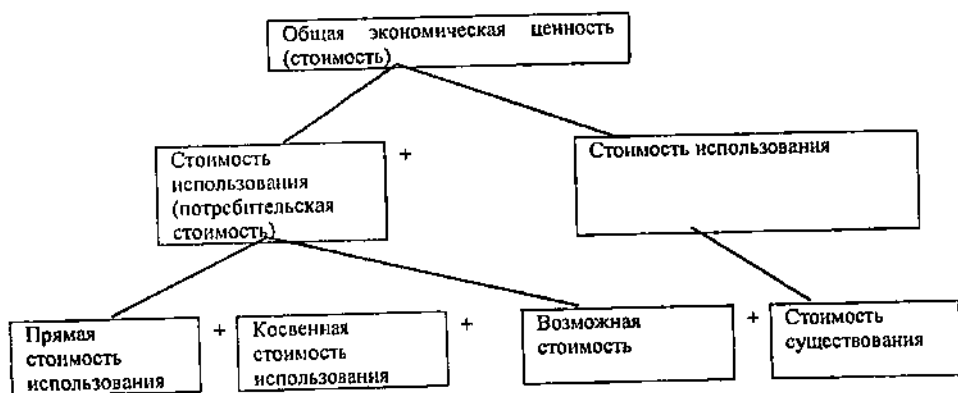 Общая экономическая ценность
(стоимость)
Стоимость
использования
(потребительская
стоимость)
+
Стоимость использования
Прямая
стоимость
использования
+
Косвенная
стоимость
использования
+
Возможная
стоимость
+
Стоимость
существования